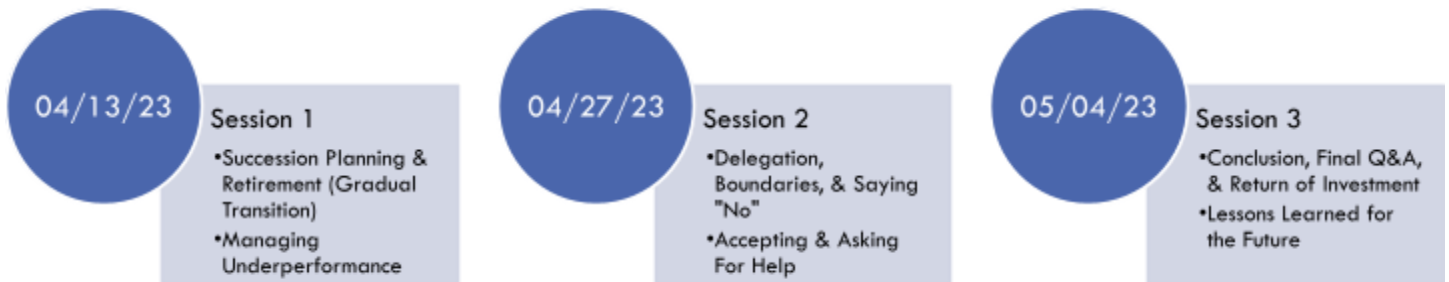 04/13/23
Session 1
•Succession Planning &
Retirement (Gradual
Transition)
•Managing
Underperformance
04/27/23
Session 2
•Delegation,
Boundaries, & Saying
"No"
•Accepting & Asking
For Help
05/04/23
Session 3
•Conclusion, Final Q&A,
& Return of Investment
•Lessons Learned for
the Future